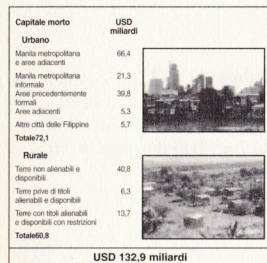 Capitale morto USD
miliardi
Urbano
Manila metropolitana 66,4
e aree adiacenti
Manila metropolitana 21,3
informale
Aree precedentemente 39,8
formali
Aree adiacenti 5,3
Altre città delle Filippine 5,7
Totale72,1
Rurale
Terre non alienabili e 40,8
disponibili
Terre prive di titoli 6,3
alienabili e disponibili
Terre con titoli alienabili 13,7
e disponibili con restrizioni
Totale60,8
USD 132,9 miliardi